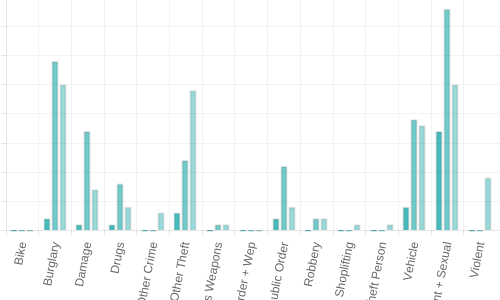 Bike
Burglary
Damage
Drugs
ther Crime
Other Theft
s Weapons
rder + Wep
ublic Order
Robbery
Shoplifting
heft Person
Vehicle
nt + Sexual
Violent